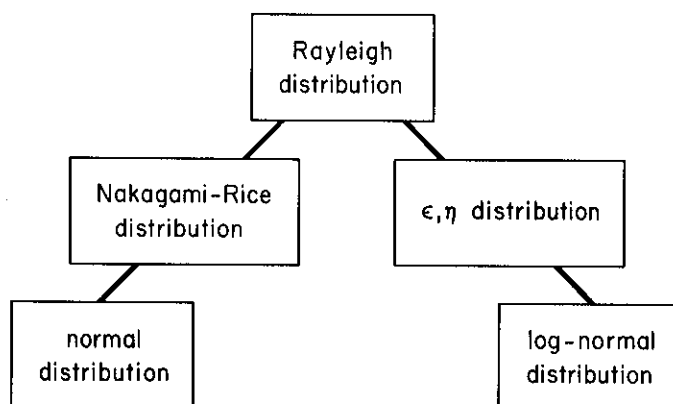 Rayleigh
distribution
Nakagami-Rice
distribution
ϵ,η distribution
normal
distribution
log-normal
distribution